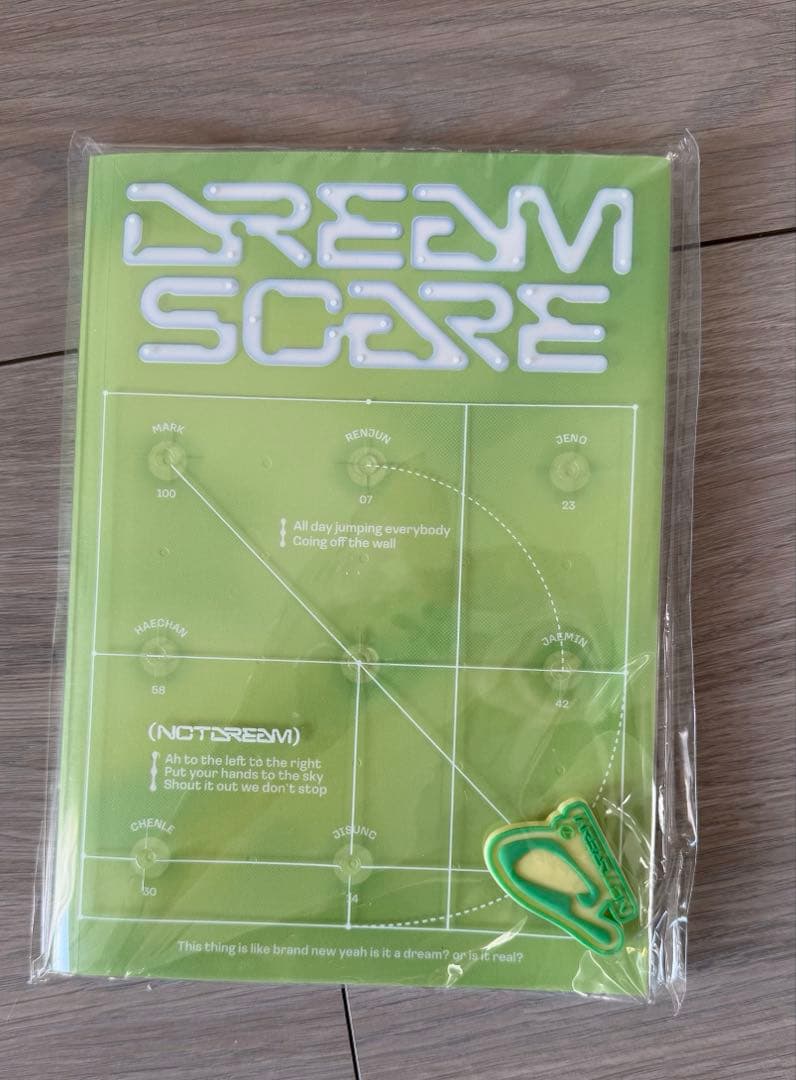 DREAM
SCAPE
MARK
100
RENJUN
07
JENO
23
All day jumping everybody
Going off the wall
HAECHAN
58
JAEMIN
42
(NCTDREAM)
Ah to the left to the right
Put your hands to the sky
Shout it out we don't stop
CHENLE
30
JISUNG
This thing is like brand new yeah is it a dream? or is it real?